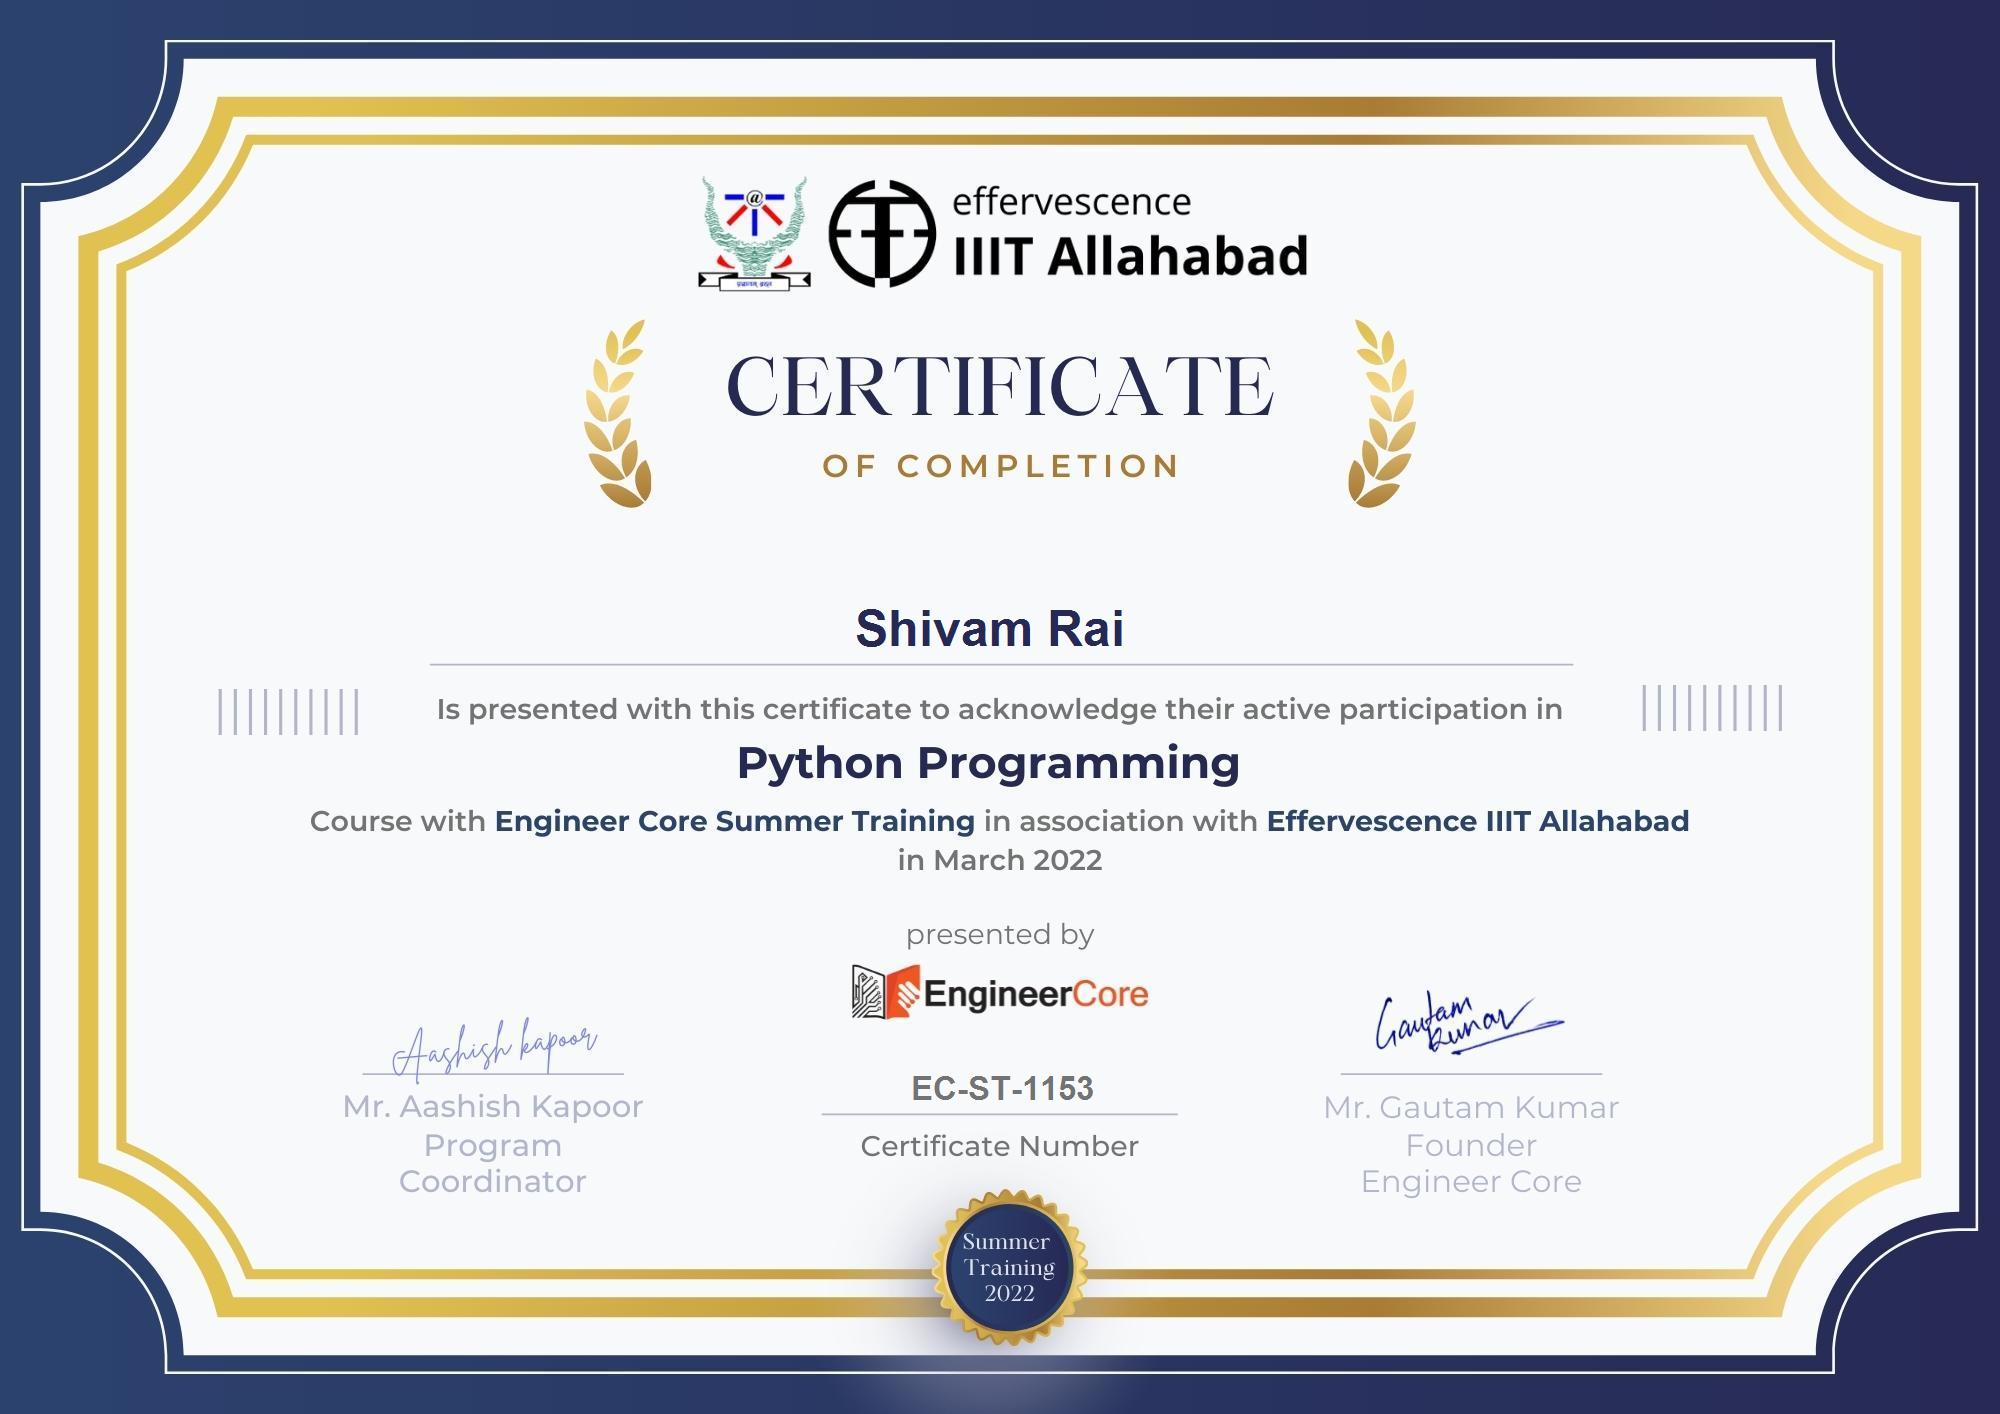 @
effervescence
IIIT Allahabad
CERTIFICATE
OF COMPLETION
Shivam Rai
Is presented with this certificate to acknowledge their active participation in
Python Programming
Course with Engineer Core Summer Training in association with Effervescence IIIT Allahabad
in March 2022
presented by
EngineerCore
Aashish kapoor
Mr. Aashish Kapoor
Program
Coordinator
EC-ST-1153
Certificate Number
Gautam
Kumar
Mr. Gautam Kumar
Founder
Engineer Core
Summer
Training
2022